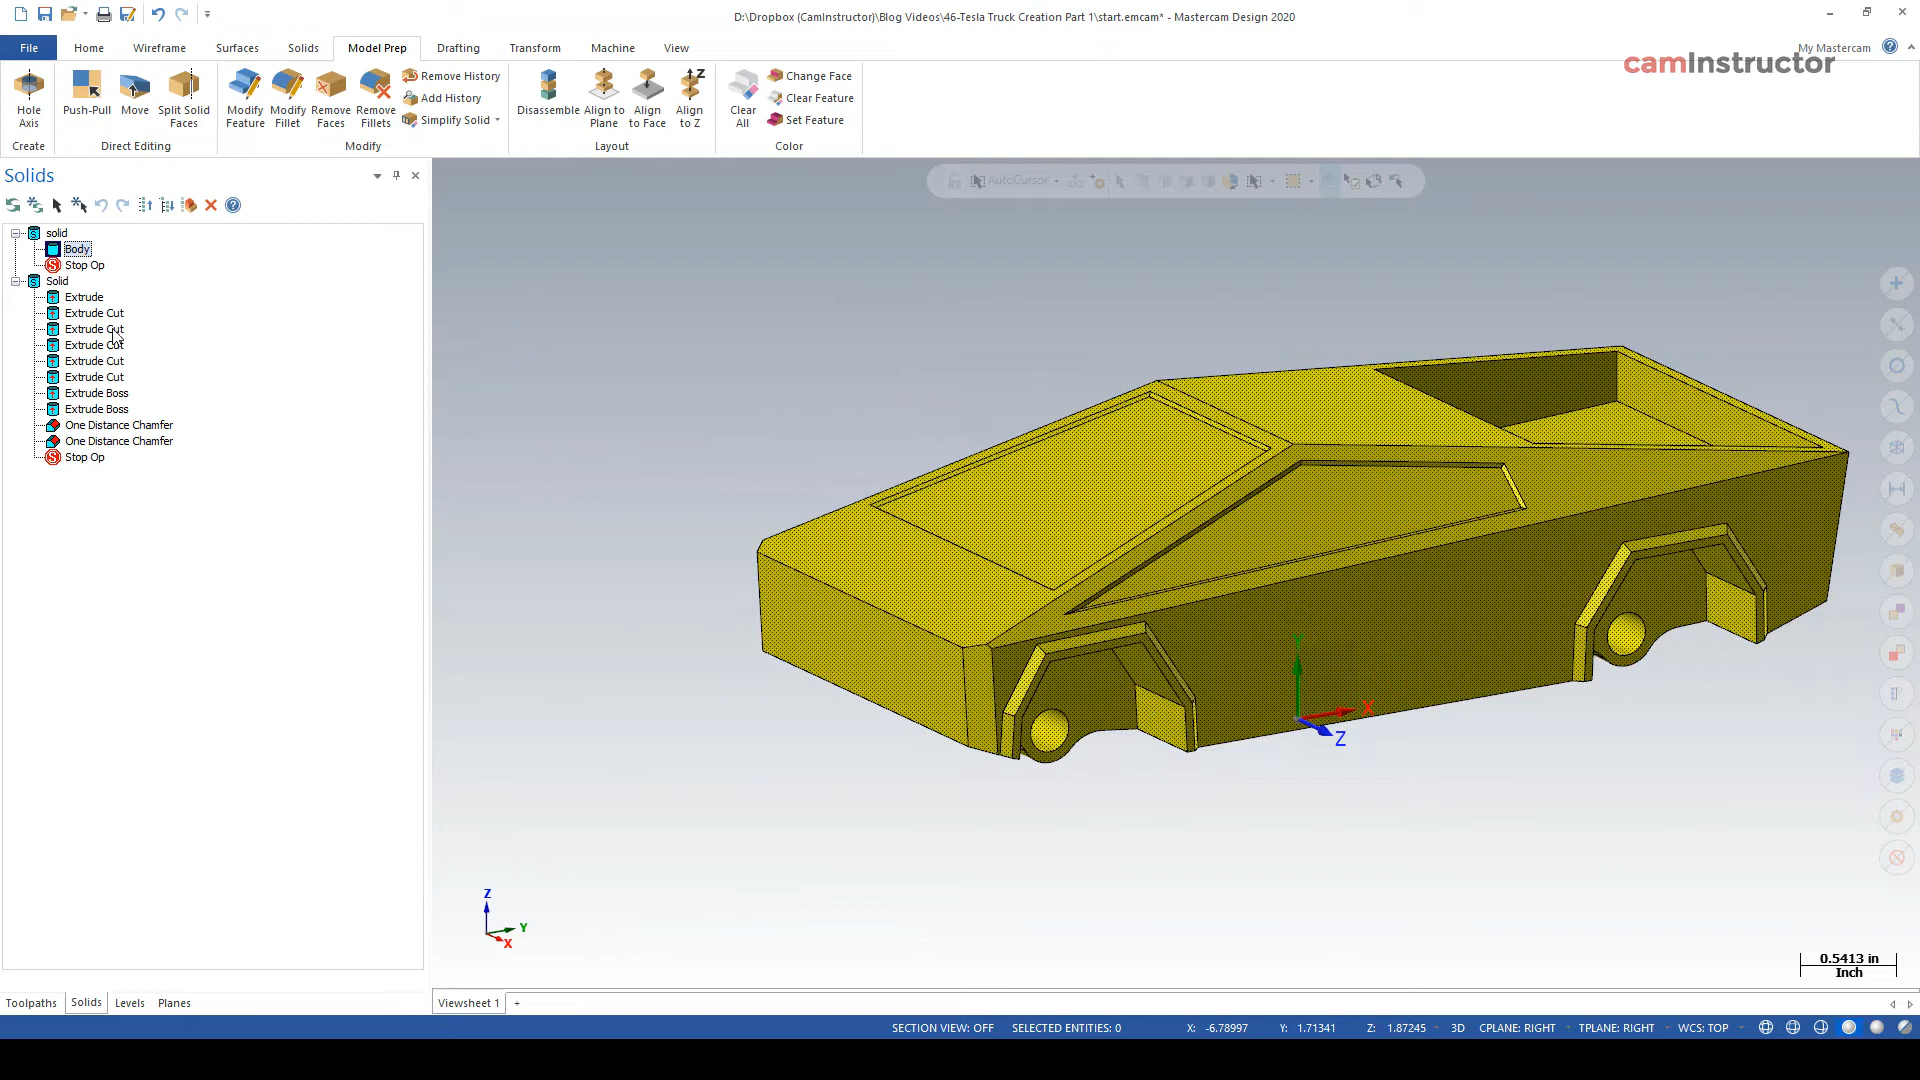 D:\Dropbox (CamInstructor)\Blog Videos\46-Tesla Truck Creation Part 1\start.emcam* - Mastercam Design 2020
File Home Wireframe Surfaces Solids Model Prep Drafting Transform Machine View My Mastercam
camInstructor
Hole Axis
Push-Pull
Move
Split Solid Faces
Modify Feature
Modify Fillet
Remove Faces
Remove Fillets
Remove History
Add History
Simplify Solid
Disassemble
Align to Plane
Align to Face
Align to Z
Clear All
Change Face
Clear Feature
Set Feature
Create Direct Editing Modify Layout Color
Solids
AutoCursor
solid
Body
Stop Op
Solid
Extrude
Extrude Cut
Extrude Cut
Extrude Cut
Extrude Cut
Extrude Cut
Extrude Boss
Extrude Boss
One Distance Chamfer
One Distance Chamfer
Stop Op
Y
X
Z
Z
Y
X
0.5413 in
Inch
Toolpaths Solids Levels Planes
Viewsheet 1 +
SECTION VIEW: OFF SELECTED ENTITIES: 0 X: -6.78997 Y: 1.71341 Z: 1.87245 3D CPLANE: RIGHT TPLANE: RIGHT WCS: TOP